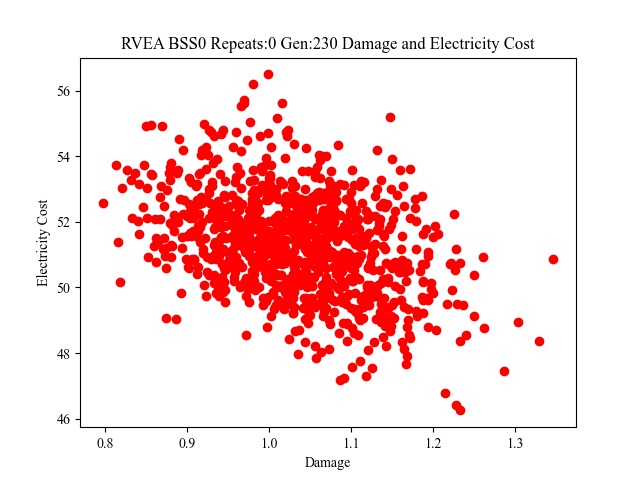 RVEA BSS0 Repeats:0 Gen:230 Damage and Electricity Cost
56
54
52
50
48
46
Electricity Cost
0.8 0.9 1.0 1.1 1.2 1.3
Damage